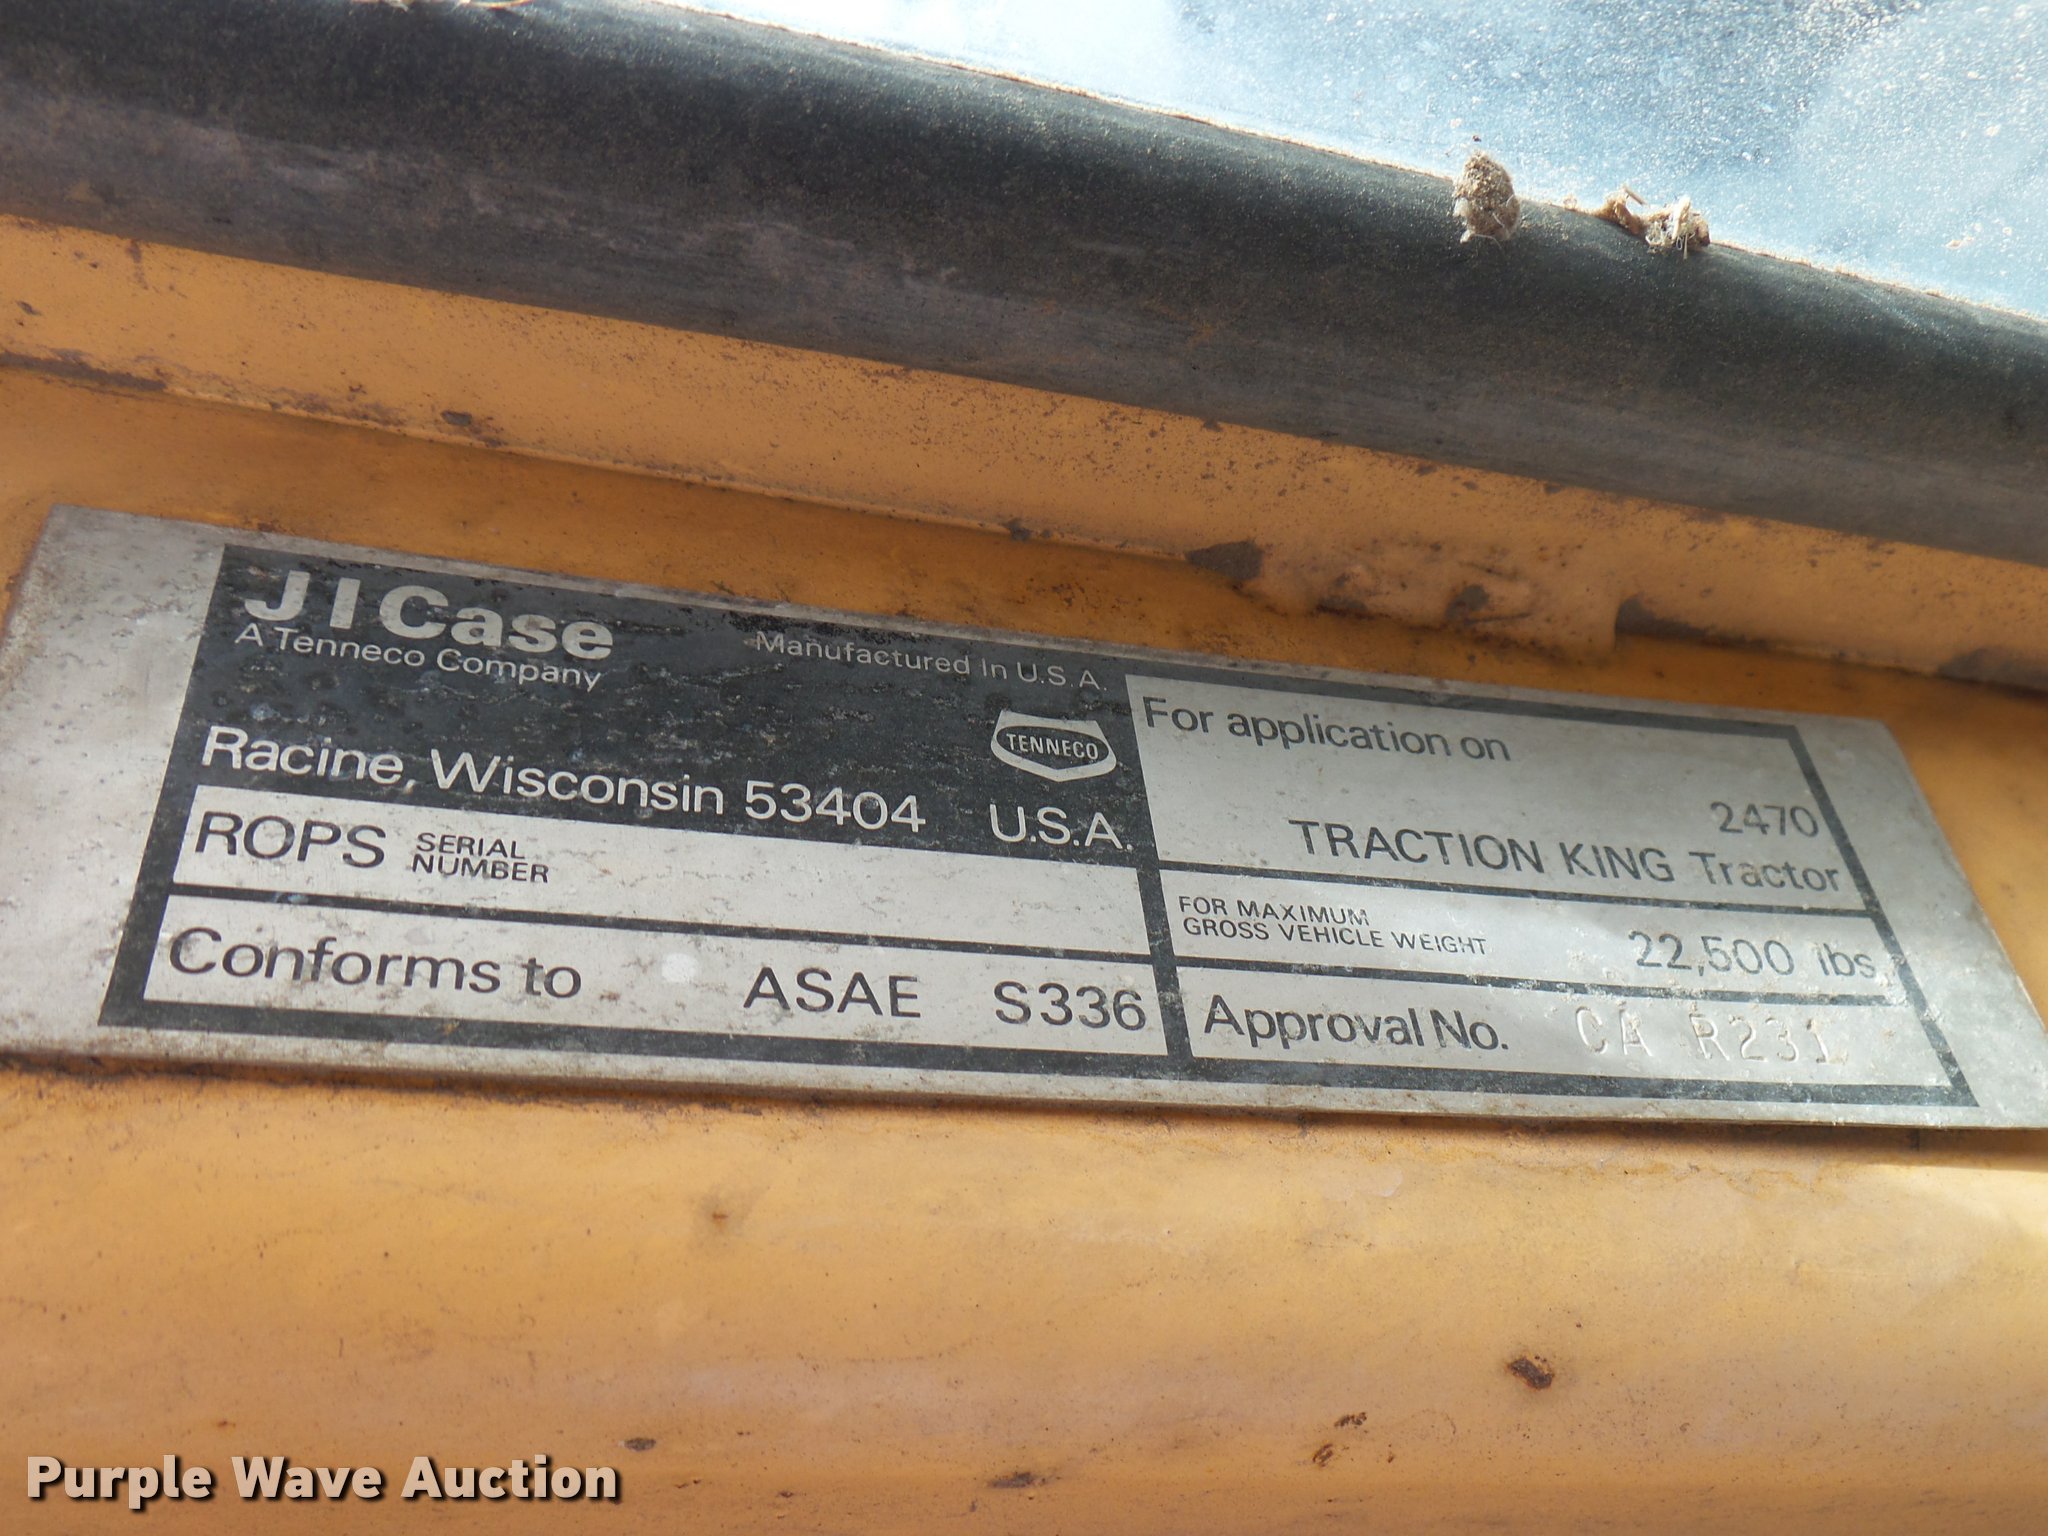 J I Case
A Tenneco Company
Manufactured In U.S.A.
Racine, Wisconsin 53404
TENNECO
U.S.A.
ROPS SERIAL
NUMBER
Conforms to ASAE S336
For application on
2470
TRACTION KING Tractor
FOR MAXIMUM
GROSS VEHICLE WEIGHT 22,500 lbs
Approval No. CA R231
Purple Wave Auction